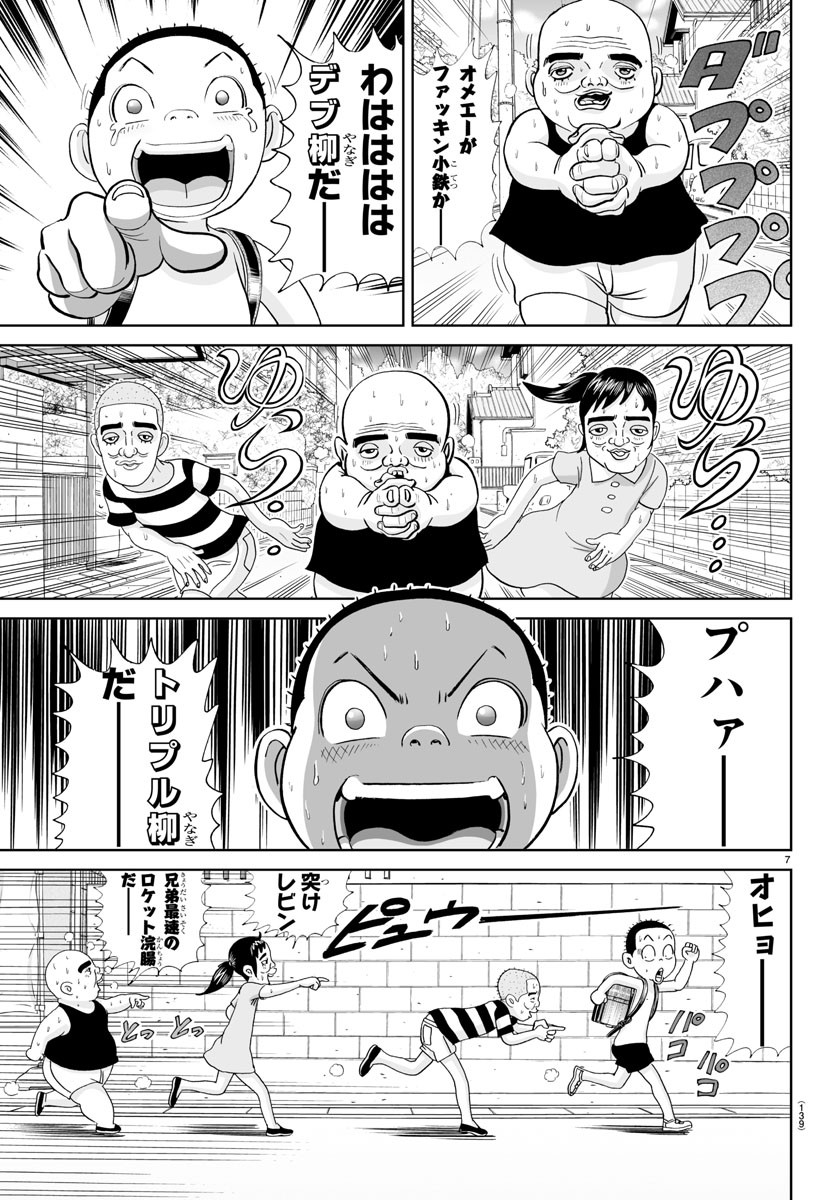 ダプダプダプ
オメエーが
ファッキン小鉄か――
わはははは
デブ柳だ――
ゆら…
ゆら…
プハァ――
トリプル柳
だ――
7
オヒョ――
ピュウ――
突け
レビン
兄弟最速の
ロケット浣腸
だ――
パコ
パコ
とっ
とっ
(139)